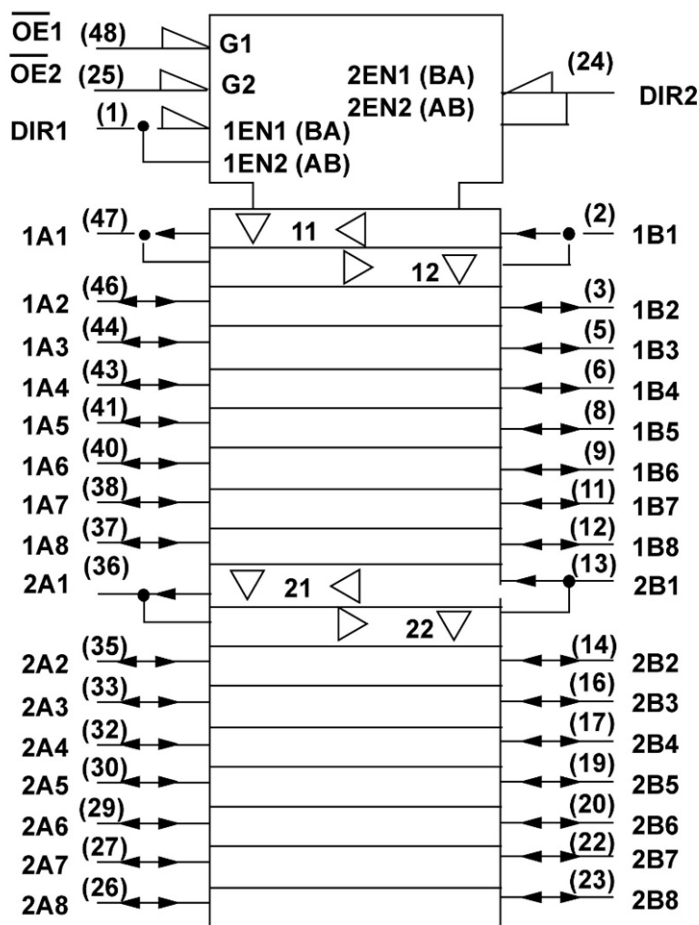 OE1 (48) G1
OE2 (25) G2 2EN1 (BA) (24) DIR2
2EN2 (AB)
DIR1 (1) 1EN1 (BA)
1EN2 (AB)
1A1 (47) 11 (2) 1B1
12
1A2 (46) (3) 1B2
1A3 (44) (5) 1B3
1A4 (43) (6) 1B4
1A5 (41) (8) 1B5
1A6 (40) (9) 1B6
1A7 (38) (11) 1B7
1A8 (37) (12) 1B8
2A1 (36) 21 (13) 2B1
22
2A2 (35) (14) 2B2
2A3 (33) (16) 2B3
2A4 (32) (17) 2B4
2A5 (30) (19) 2B5
2A6 (29) (20) 2B6
2A7 (27) (22) 2B7
2A8 (26) (23) 2B8